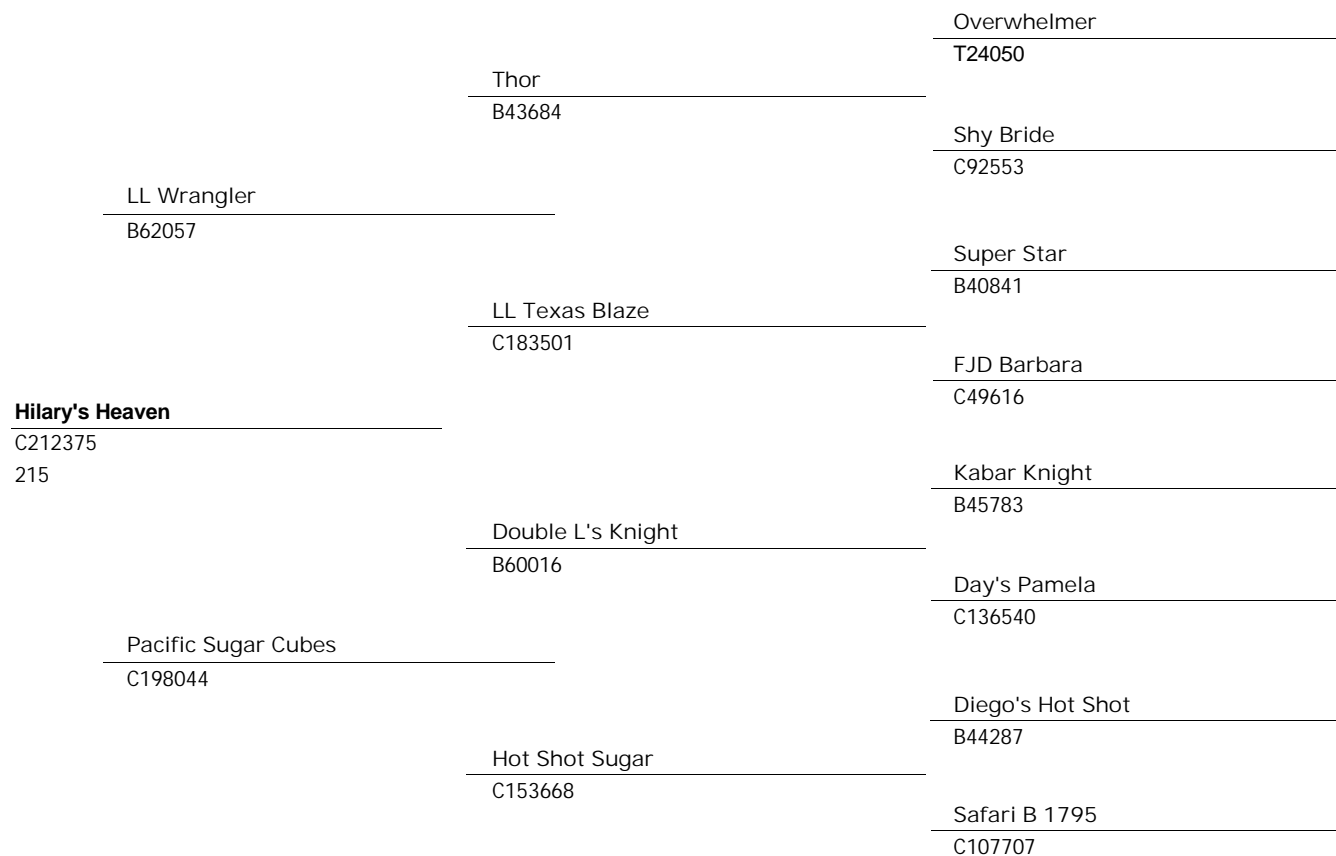 Overwhelmer
T24050
Thor
B43684
Shy Bride
C92553
LL Wrangler
B62057
Super Star
B40841
LL Texas Blaze
C183501
FJD Barbara
C49616
Hilary's Heaven
C212375
215
Kabar Knight
B45783
Double L's Knight
B60016
Day's Pamela
C136540
Pacific Sugar Cubes
C198044
Diego's Hot Shot
B44287
Hot Shot Sugar
C153668
Safari B 1795
C107707